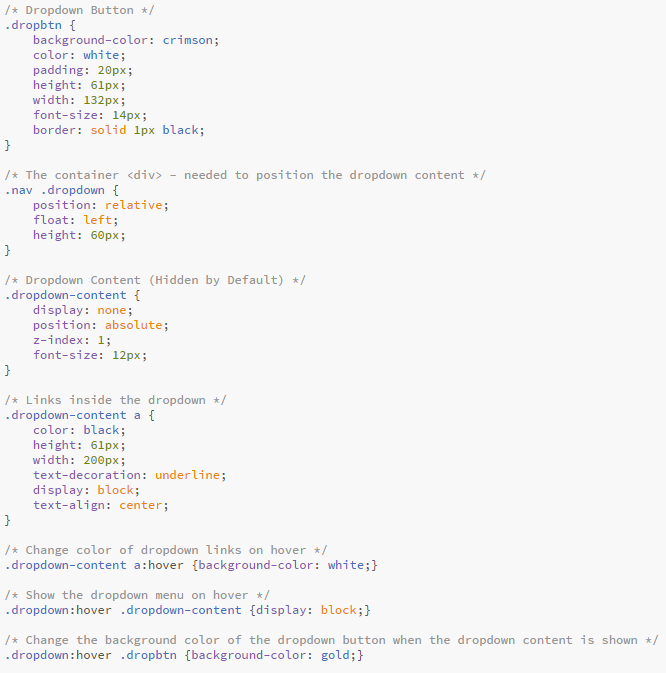 /* Dropdown Button */
.dropbtn {
    background-color: crimson;
    color: white;
    padding: 20px;
    height: 61px;
    width: 132px;
    font-size: 14px;
    border: solid 1px black;
}

/* The container <div> - needed to position the dropdown content */
.nav .dropdown {
    position: relative;
    float: left;
    height: 60px;
}

/* Dropdown Content (Hidden by Default) */
.dropdown-content {
    display: none;
    position: absolute;
    z-index: 1;
    font-size: 12px;
}

/* Links inside the dropdown */
.dropdown-content a {
    color: black;
    height: 61px;
    width: 200px;
    text-decoration: underline;
    display: block;
    text-align: center;
}

/* Change color of dropdown links on hover */
.dropdown-content a:hover {background-color: white;}

/* Show the dropdown menu on hover */
.dropdown:hover .dropdown-content {display: block;}

/* Change the background color of the dropdown button when the dropdown content is shown */
.dropdown:hover .dropbtn {background-color: gold;}